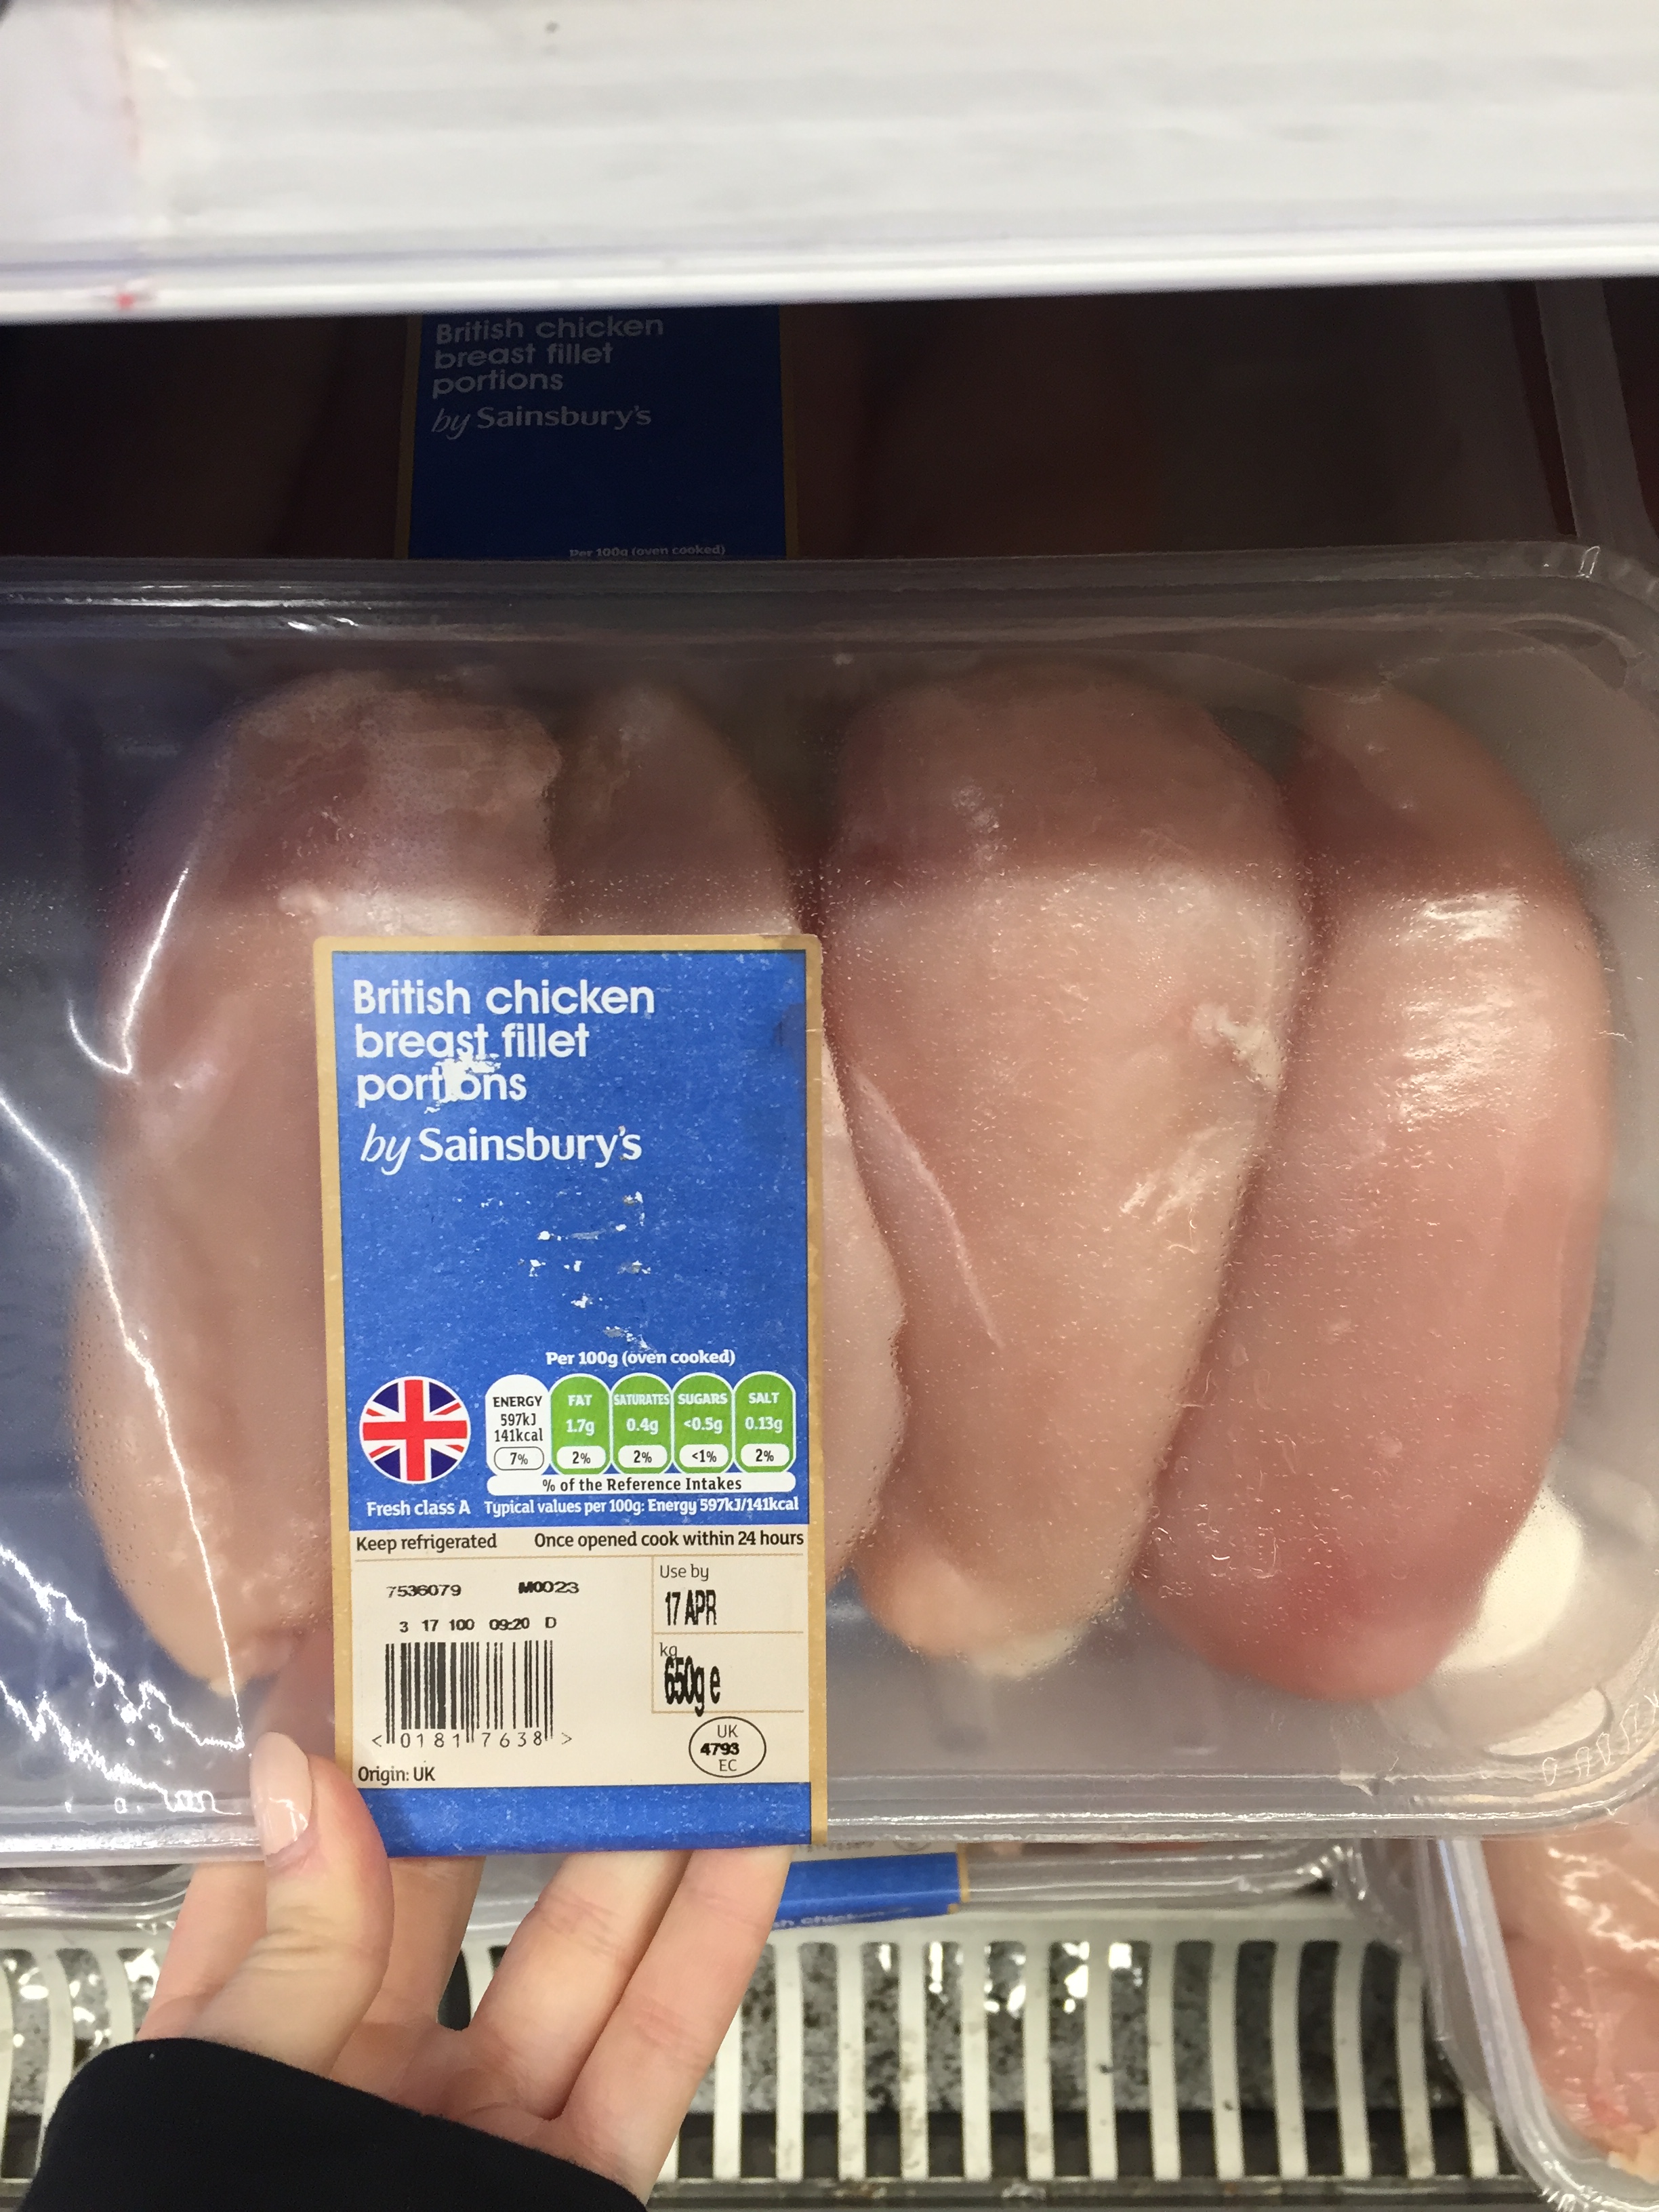 British chicken
breast fillet
portions
by Sainsbury's
Per 100g (oven cooked)
British chicken
breast fillet
portions
by Sainsbury's
Per 100g (oven cooked)
ENERGY
597kJ
141kcal
7%
FAT
1.7g
2%
SATURATES
0.4g
2%
SUGARS
<0.5g
<1%
SALT
0.13g
2%
% of the Reference Intakes
Fresh class A Typical values per 100g: Energy 597kJ/141kcal
Keep refrigerated Once opened cook within 24 hours
7536079 M0023
3 17 100 09:20 D
Use by
17 APR
kg
650g e
< 0181 7638 >
UK
4793
EC
Origin: UK